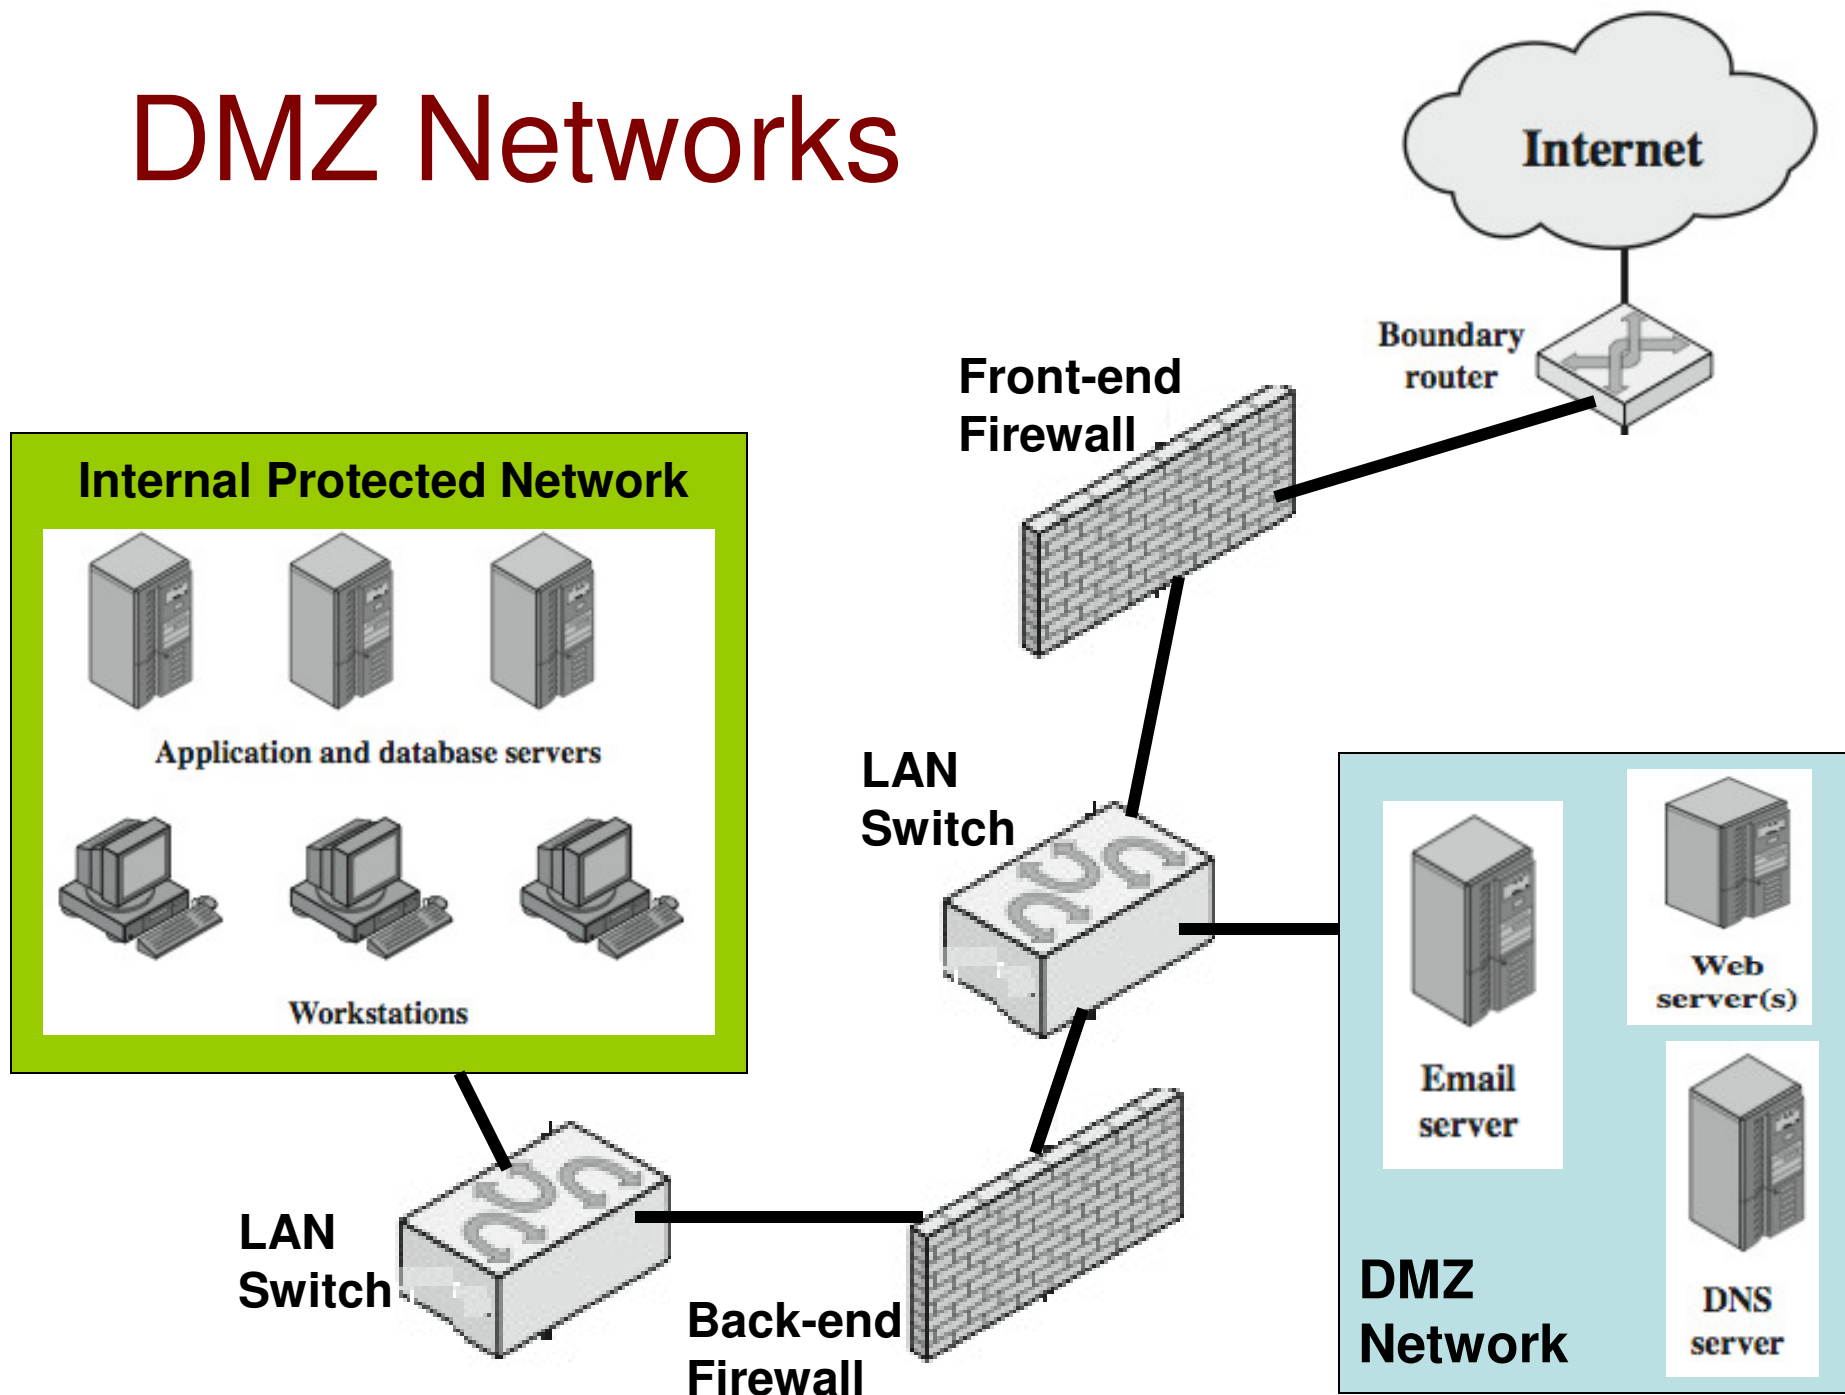 DMZ Networks
Internet
Boundary
router
Front-end
Firewall
Internal Protected Network
Application and database servers
Workstations
LAN
Switch
Web
server(s)
Email
server
DMZ
Network
DNS
server
LAN
Switch
Back-end
Firewall